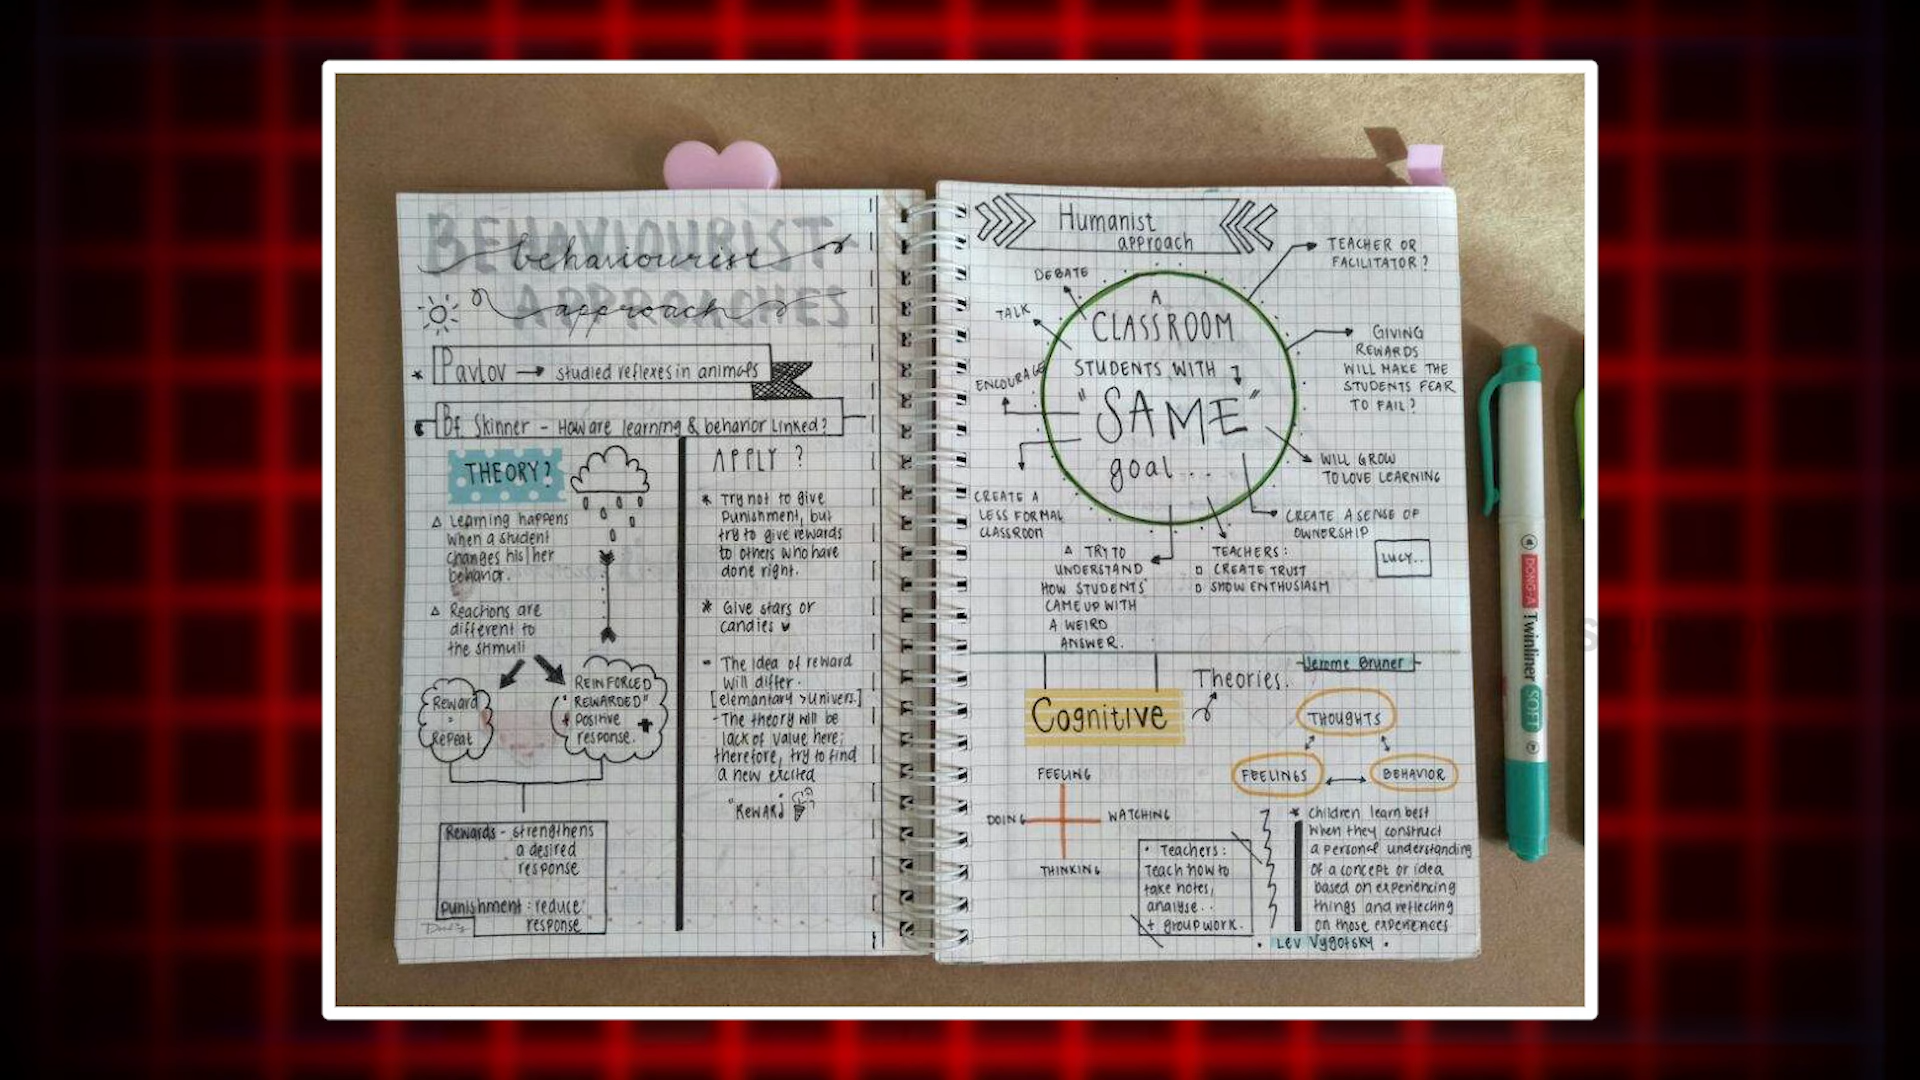 BEHAVIOURIST
behaviourist
APPROACHES
approach
* Pavlov → studied reflexes in animals
Bf. Skinner - How are learning & behavior Linked?
THEORY?
△ Learning happens
when a student
changes his/her
behavior.
△ Reactions are
different to
the stimuli
Reward
=
Repeat
REINFORCED
"REWARDED"
+ positive
response.
Rewards - strengthens
a desired
response
punishment : reduce
response
APPLY ?
* Try not to give
Punishment, but
try to give rewards
to others who have
done right.
* Give stars or
candies
- The idea of reward
will differ.
[elemantary > univers.]
- The theory will be
lack of value here;
therefore, try to find
a new excited
"Reward"
Humanist
approach
DEBATE
TALK
ENCOURAGE
CREATE A
LESS FORMAL
CLASSROOM
A
CLASSROOM
STUDENTS WITH
"SAME"
goal...
TEACHER OR
FACILITATOR?
GIVING
REWARDS
WILL MAKE THE
STUDENTS FEAR
TO FAIL?
WILL GROW
TO LOVE LEARNING
CREATE A SENSE OF
OWNERSHIP
△ TRY TO
UNDERSTAND
HOW STUDENTS
CAME UP WITH
A WEIRD
ANSWER.
TEACHERS:
CREATE TRUST
SHOW ENTHUSIASM
LUCY..
Cognitive
Theories.
Jerome Bruner
THOUGHTS
FEELINGS
BEHAVIOR
FEELING
DOING
WATCHING
THINKING
• Teachers:
Teach how to
take notes,
analyse..
+ groupwork.
* children learn best
when they construct
a personal understanding
of a concept or idea
based on experiencing
things and reflecting
on those experiences
• Lev Vygotsky •
DONG-A
Twinliner
SOFT